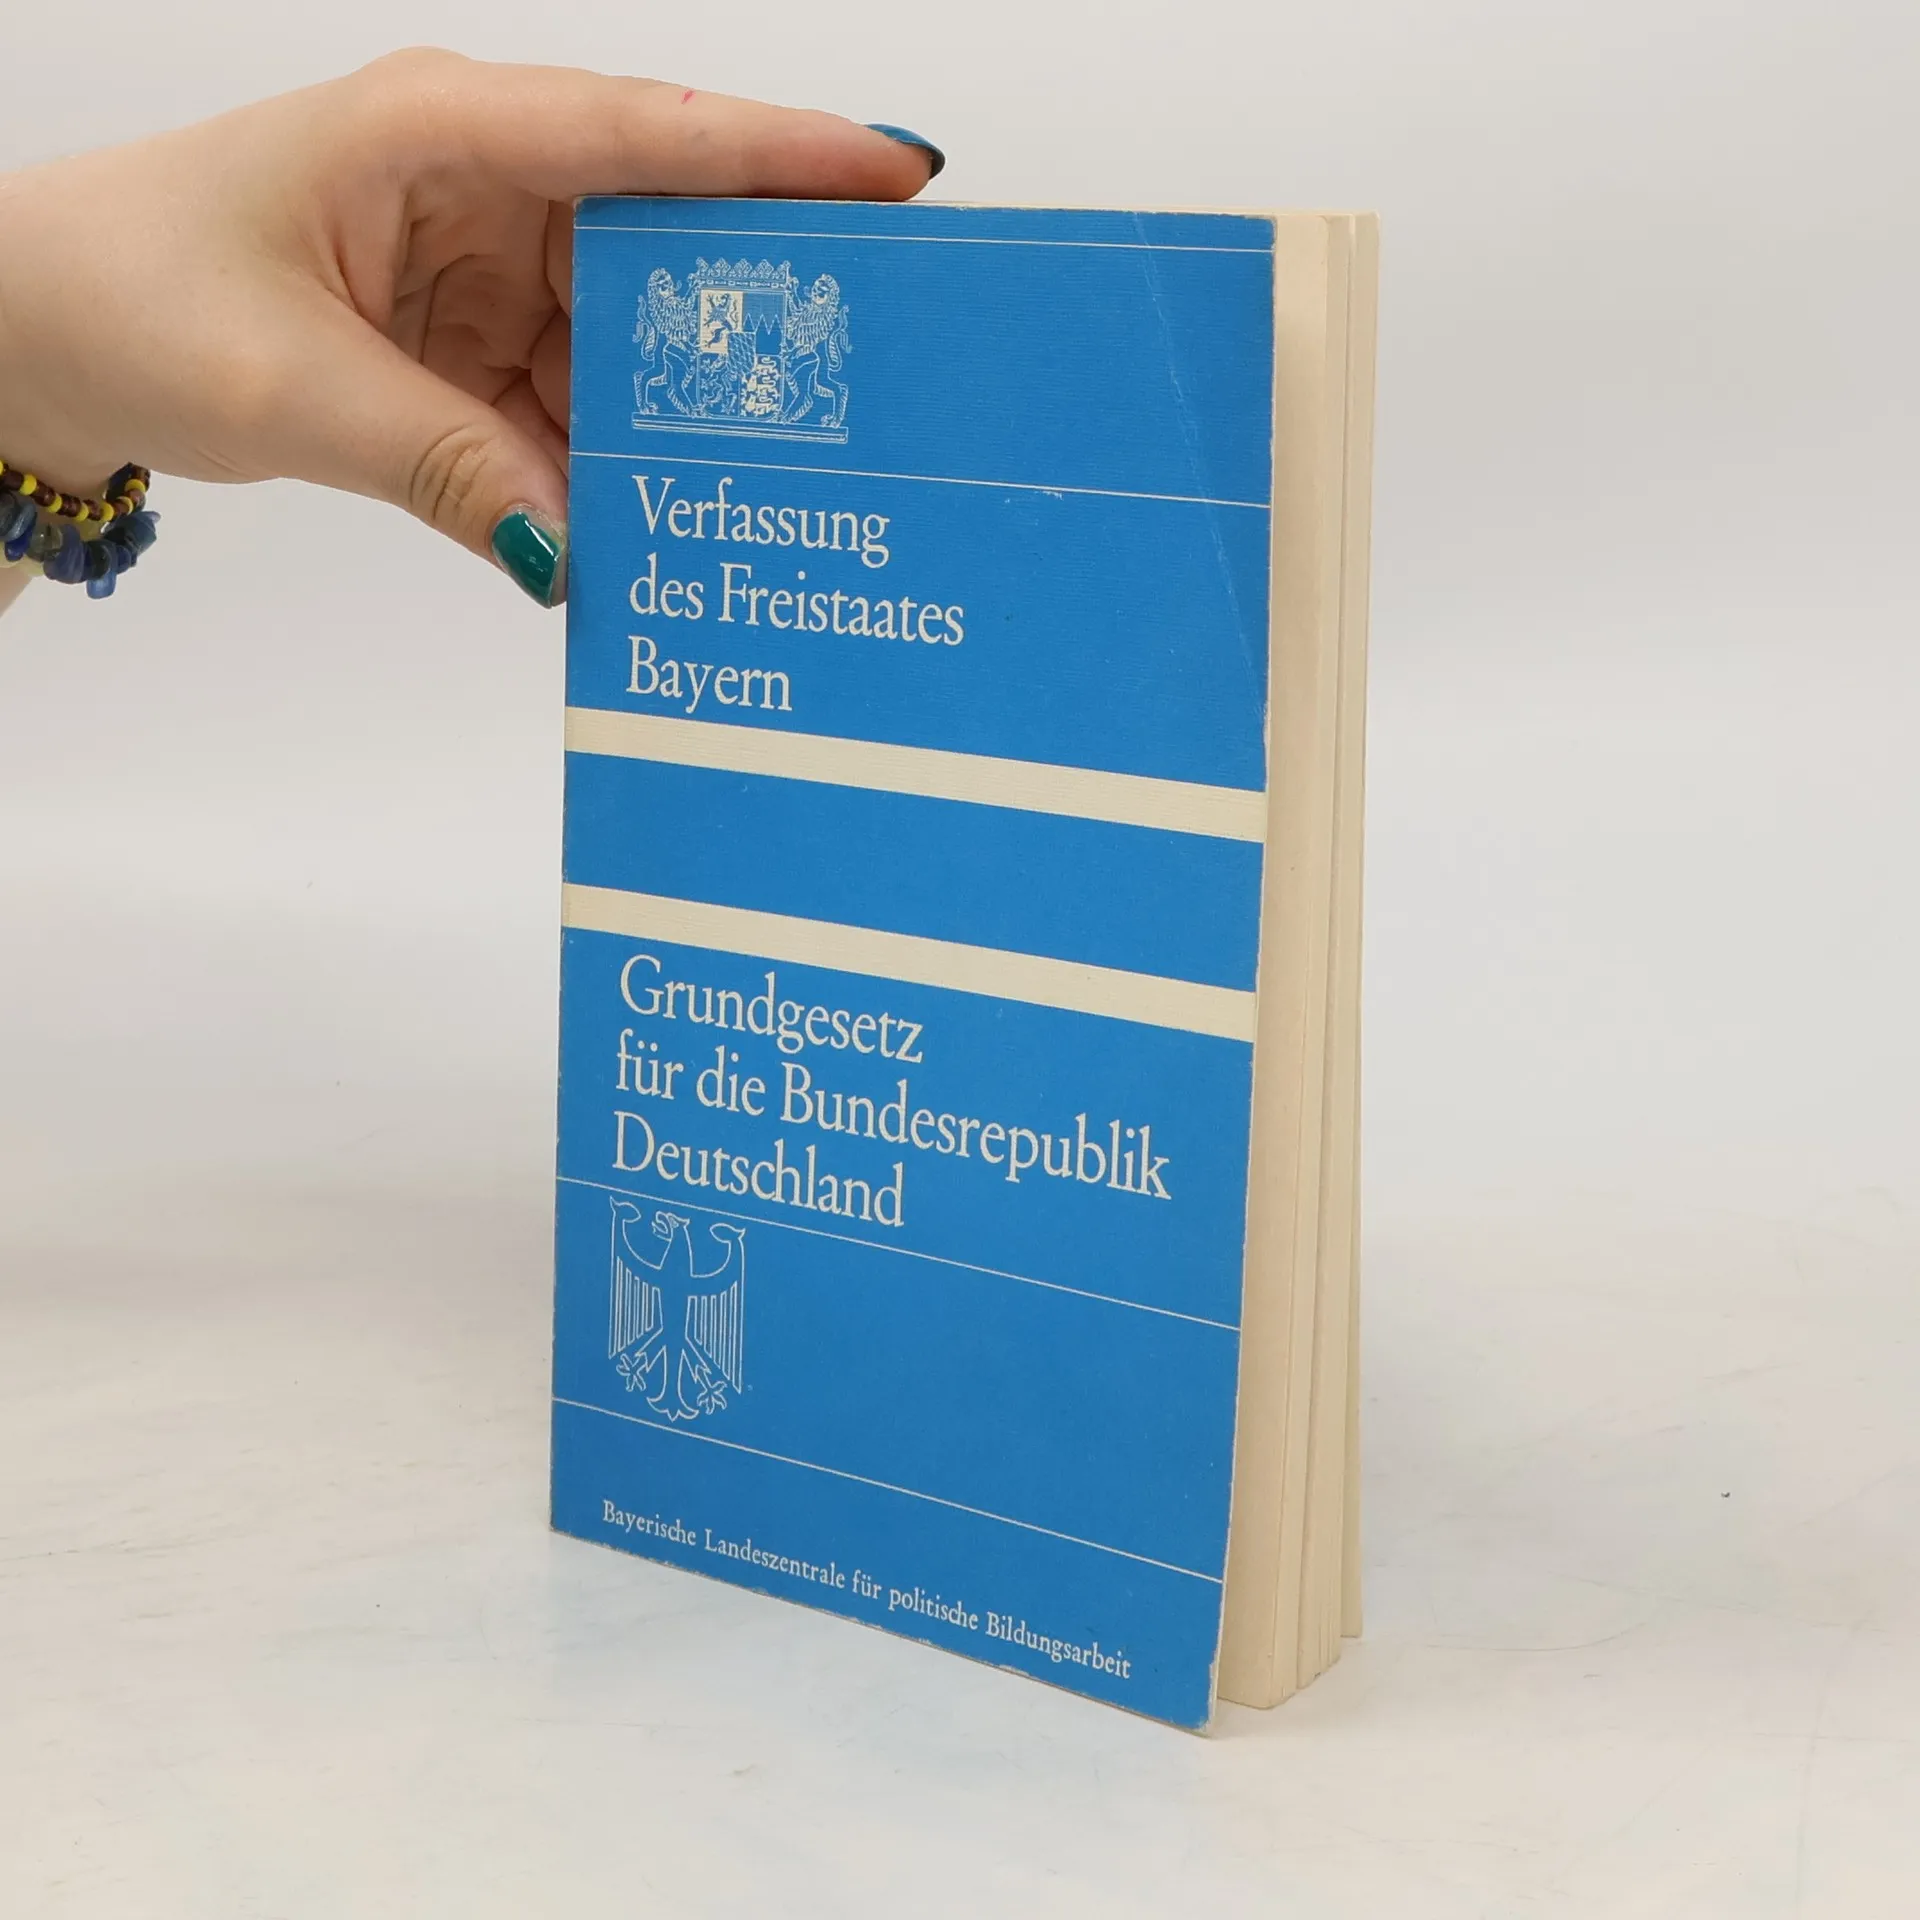 Verfassung
des Freistaates
Bayern
Grundgesetz
für die Bundesrepublik
Deutschland
Bayerische Landeszentrale für politische Bildungsarbeit